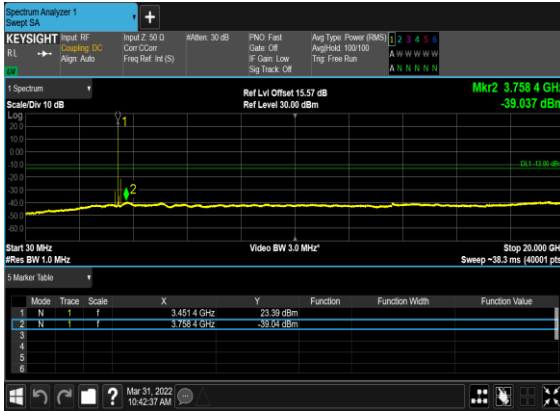 Spectrum Analyzer 1
Swept SA
+
KEYSIGHT Input: RF Input Z: 50 Ω #Atten: 30 dB PNO: Fast Avg Type: Power (RMS) 1 2 3 4 5 6
RL Coupling: DC Corr CCorr Gate: Off Avg|Hold: 100/100 A W W W W W
Align: Auto Freq Ref: Int (S) IF Gain: Low Trig: Free Run
Sig Track: Off A N N N N N
1 Spectrum Ref Lvl Offset 15.57 dB Mkr2 3.758 4 GHz
Scale/Div 10 dB Ref Level 30.00 dBm -39.037 dBm
Log
20.0
10.0
0.00
-10.0
DL1 -13.00 dBm
-20.0
-30.0
-40.0
-50.0
-60.0
1
2
Start 30 MHz Video BW 3.0 MHz* Stop 20.000 GHz
#Res BW 1.0 MHz Sweep ~38.3 ms (40001 pts)
5 Marker Table
Mode Trace Scale X Y Function Function Width Function Value
1 N 1 f 3.451 4 GHz 23.39 dBm
2 N 1 f 3.758 4 GHz -39.04 dBm
3
4
5
6
? Mar 31, 2022
10:42:37 AM